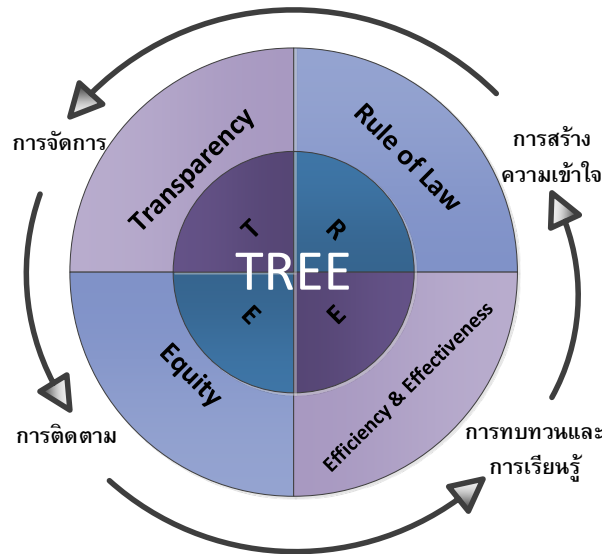 Transparency
Rule of Law
การจัดการ
การสร้าง
ความเข้าใจ
T
R
TREE
E
E
Equity
Efficiency & Effectiveness
การติดตาม
การทบทวนและ
การเรียนรู้